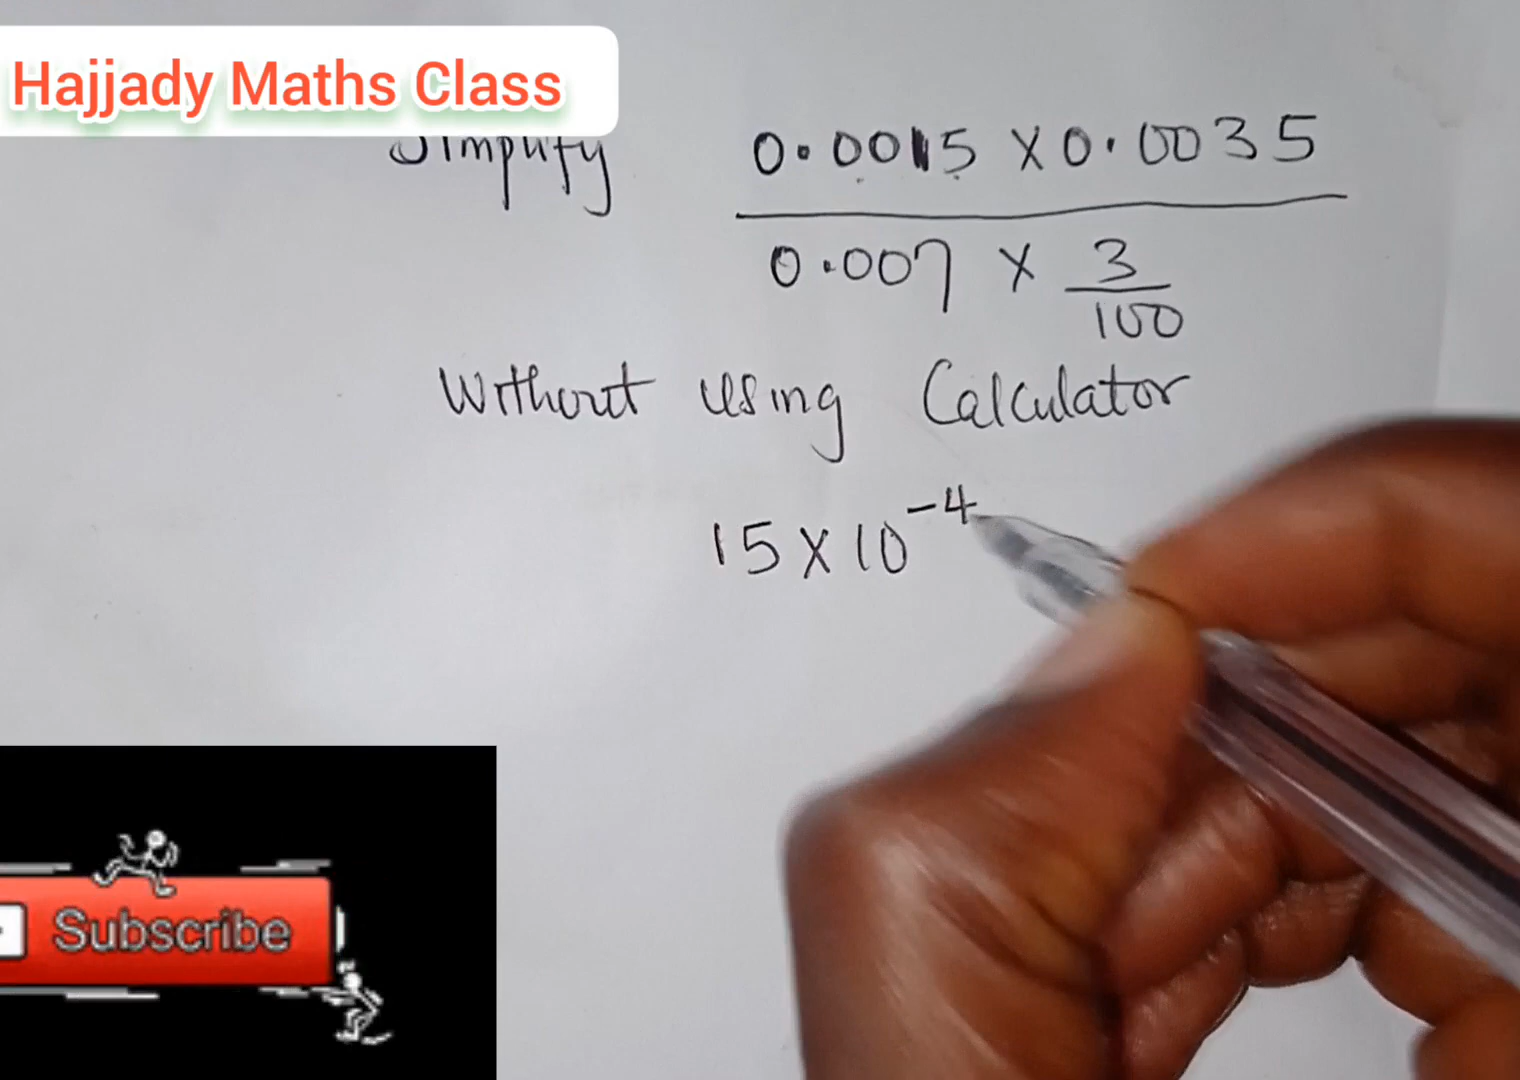 Hajjady Maths Class
Simplify
0.0015 X 0.0035
0.007 X 3
100
Without using Calculator
15 X 10⁻⁴
Subscribe